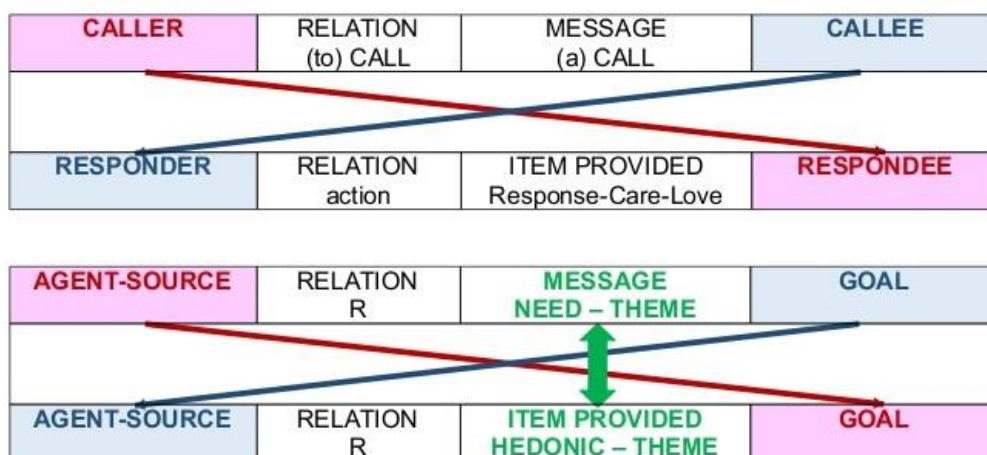 CALLER RELATION MESSAGE CALLEE
(to) CALL (a) CALL
RESPONDER RELATION ITEM PROVIDED RESPONDEE
action Response-Care-Love
AGENT-SOURCE RELATION MESSAGE GOAL
R NEED – THEME
AGENT-SOURCE RELATION ITEM PROVIDED GOAL
R HEDONIC – THEME